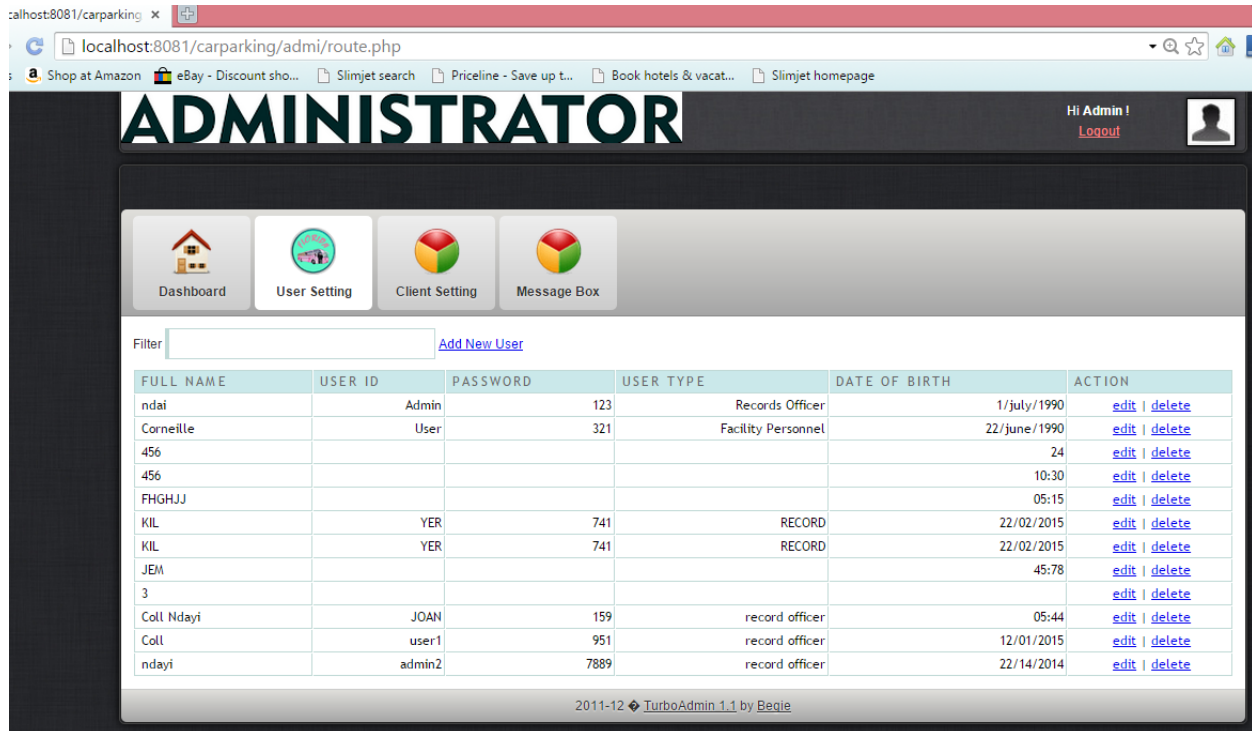 calhost:8081/carparking
localhost:8081/carparking/admi/route.php
s Shop at Amazon eBay - Discount sho... Slimjet search Priceline - Save up t... Book hotels & vacat... Slimjet homepage
ADMINISTRATOR
Hi Admin !
Logout
FLORIDA
Dashboard User Setting Client Setting Message Box
Filter Add New User
FULL NAME USER ID PASSWORD USER TYPE DATE OF BIRTH ACTION
ndai Admin 123 Records Officer 1/july/1990 edit | delete
Corneille User 321 Facility Personnel 22/june/1990 edit | delete
456 24 edit | delete
456 10:30 edit | delete
FHGHJJ 05:15 edit | delete
KIL YER 741 RECORD 22/02/2015 edit | delete
KIL YER 741 RECORD 22/02/2015 edit | delete
JEM 45:78 edit | delete
3 edit | delete
Coll Ndayi JOAN 159 record officer 05:44 edit | delete
Coll user1 951 record officer 12/01/2015 edit | delete
ndayi admin2 7889 record officer 22/14/2014 edit | delete
2011-12 � TurboAdmin 1.1 by Begie